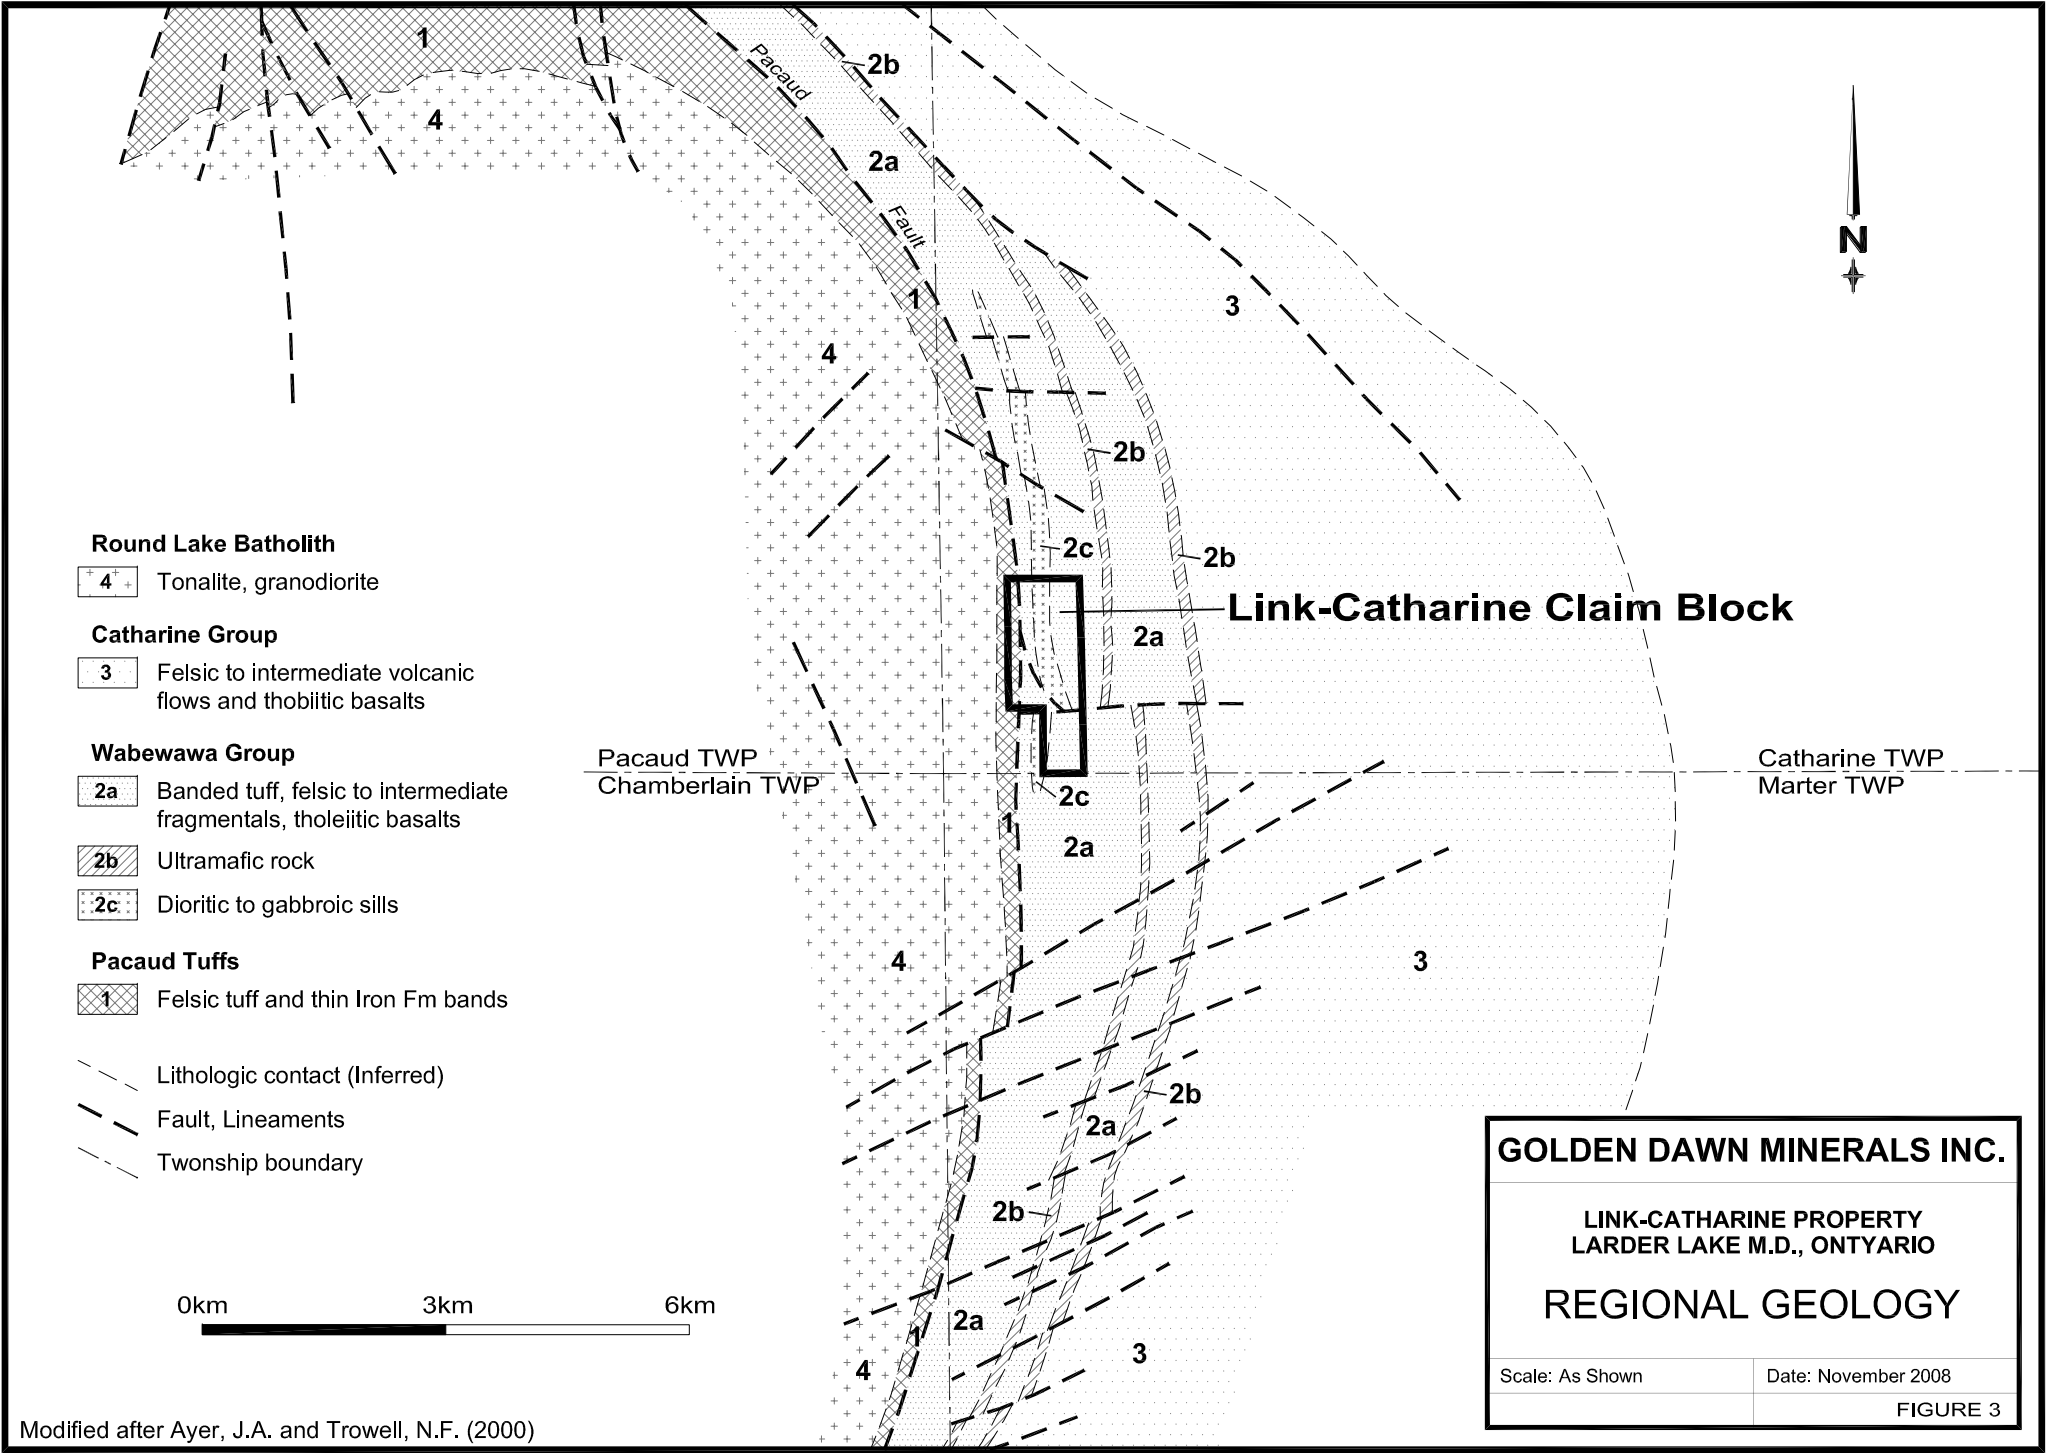 1
2b
Pacaud
4
2a
Fault
N
1
3
4
2b
Round Lake Batholith
4 Tonalite, granodiorite
2c
2b
Link-Catharine Claim Block
2a
Catharine Group
3 Felsic to intermediate volcanic
flows and thobiitic basalts
Wabewawa Group
2a Banded tuff, felsic to intermediate
fragmentals, tholeiitic basalts
2b Ultramafic rock
2c Dioritic to gabbroic sills
Pacaud Tuffs
1 Felsic tuff and thin Iron Fm bands
Lithologic contact (Inferred)
Fault, Lineaments
Twonship boundary
Pacaud TWP
Chamberlain TWP
Catharine TWP
Marter TWP
2c
1
2a
4
3
2b
2a
2b
2a
1
3
4
0km 3km 6km
Modified after Ayer, J.A. and Trowell, N.F. (2000)
GOLDEN DAWN MINERALS INC.
LINK-CATHARINE PROPERTY
LARDER LAKE M.D., ONTYARIO
REGIONAL GEOLOGY
Scale: As Shown
Date: November 2008
FIGURE 3